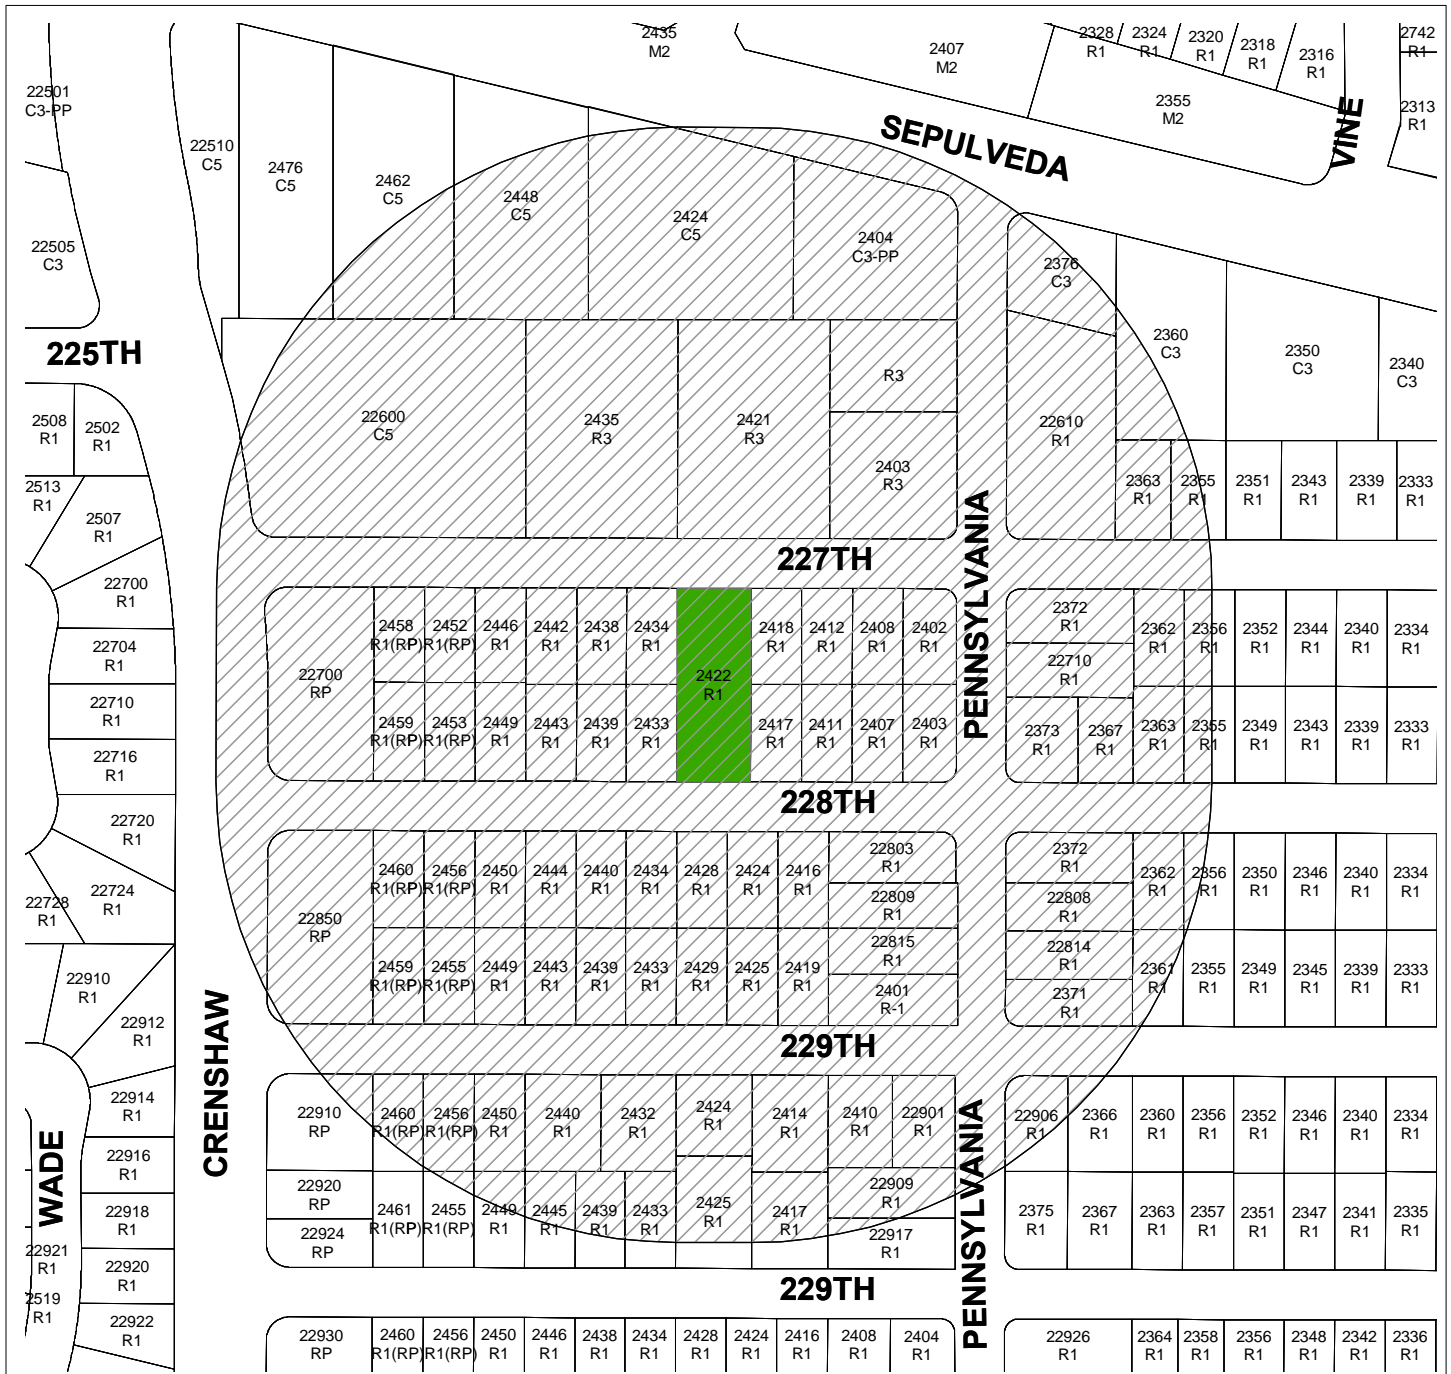 2435
M2
2407
M2
2328
R1
2324
R1
2320
R1
2318
R1
2316
R1
2742
R1
22501
C3-PP
2355
M2
2313
R1
VINE
SEPULVEDA
22510
C5
2476
C5
2462
C5
2448
C5
2424
C5
2404
C3-PP
22505
C3
2376
C3
2360
C3
2350
C3
2340
C3
225TH
2508
R1
2502
R1
22600
C5
2435
R3
2421
R3
R3
2403
R3
22610
R1
2363
R1
2355
R1
2351
R1
2343
R1
2339
R1
2333
R1
2513
R1
2507
R1
227TH
PENNSYLVANIA
22700
R1
22704
R1
22710
R1
22716
R1
22720
R1
22724
R1
22728
R1
22700
RP
2458
R1(RP)
2452
R1(RP)
2446
R1
2442
R1
2438
R1
2434
R1
2422
R1
2418
R1
2412
R1
2408
R1
2402
R1
2372
R1
22710
R1
2362
R1
2356
R1
2352
R1
2344
R1
2340
R1
2334
R1
2459
R1(RP)
2453
R1(RP)
2449
R1
2443
R1
2439
R1
2433
R1
2417
R1
2411
R1
2407
R1
2403
R1
2373
R1
2367
R1
2363
R1
2355
R1
2349
R1
2343
R1
2339
R1
2333
R1
228TH
22850
RP
2460
R1(RP)
2456
R1(RP)
2450
R1
2444
R1
2440
R1
2434
R1
2428
R1
2424
R1
2416
R1
22803
R1
22809
R1
2372
R1
22808
R1
2362
R1
2356
R1
2350
R1
2346
R1
2340
R1
2334
R1
2459
R1(RP)
2455
R1(RP)
2449
R1
2443
R1
2439
R1
2433
R1
2429
R1
2425
R1
2419
R1
22815
R1
2401
R-1
22814
R1
2371
R1
2361
R1
2355
R1
2349
R1
2345
R1
2339
R1
2333
R1
22910
R1
22912
R1
CRENSHAW
229TH
22914
R1
22916
R1
22918
R1
22920
R1
22922
R1
WADE
22921
R1
2519
R1
22910
RP
2460
R1(RP)
2456
R1(RP)
2450
R1
2440
R1
2432
R1
2424
R1
2414
R1
2410
R1
22901
R1
PENNSYLVANIA
22906
R1
2366
R1
2360
R1
2356
R1
2352
R1
2346
R1
2340
R1
2334
R1
22920
RP
22924
RP
2461
R1(RP)
2455
R1(RP)
2449
R1
2445
R1
2439
R1
2433
R1
2425
R1
2417
R1
22909
R1
22917
R1
2375
R1
2367
R1
2363
R1
2357
R1
2351
R1
2347
R1
2341
R1
2335
R1
229TH
22930
RP
2460
R1(RP)
2456
R1(RP)
2450
R1
2446
R1
2438
R1
2434
R1
2428
R1
2424
R1
2416
R1
2408
R1
2404
R1
22926
R1
2364
R1
2358
R1
2356
R1
2348
R1
2342
R1
2336
R1